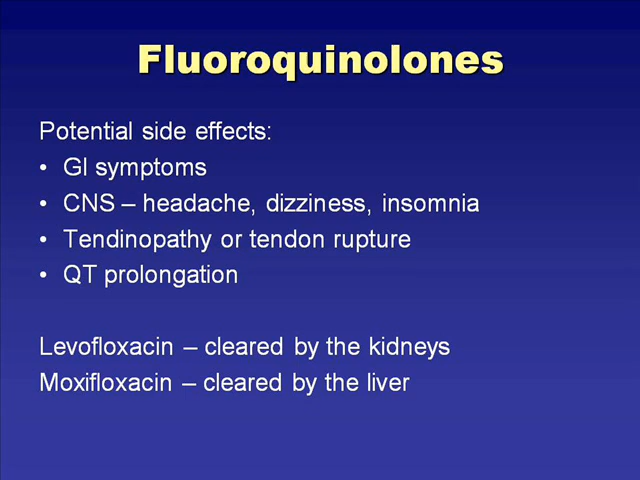 Fluoroquinolones
Potential side effects:
• GI symptoms
• CNS – headache, dizziness, insomnia
• Tendinopathy or tendon rupture
• QT prolongation
Levofloxacin – cleared by the kidneys
Moxifloxacin – cleared by the liver